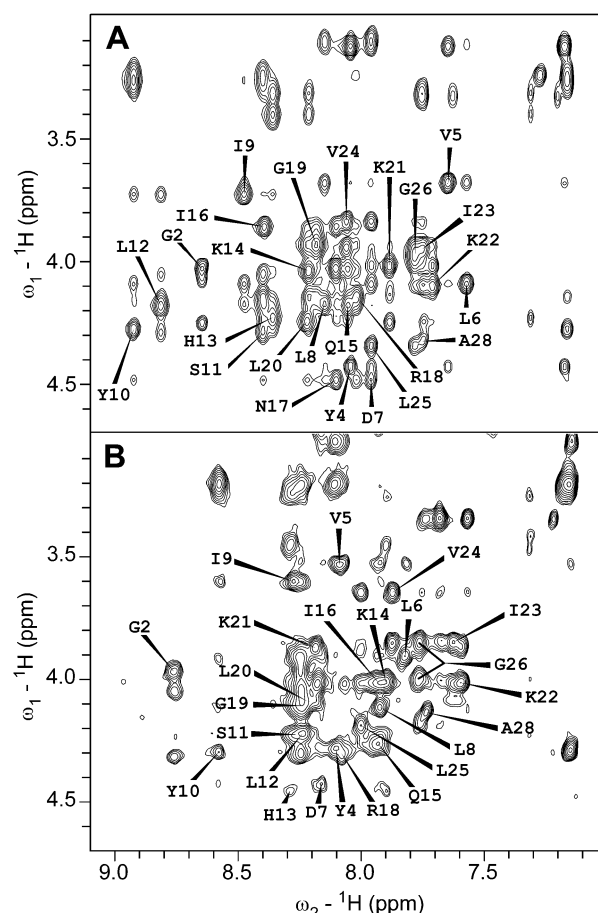 A
3.5
4.0
4.5
ω1 - 1H (ppm)
I9
G19
V24
K21
V5
G26
I23
I16
G2
K14
K22
L12
L6
H13
S11
L20
L8
Q15
A28
R18
Y10
N17
Y4
D7
L25
B
3.5
4.0
4.5
ω1 - 1H (ppm)
V5
I9
V24
I16
K14
L6
K21
I23
G2
L20
G26
G19
K22
S11
A28
L8
L12
L25
Y10
H13
D7
Y4
R18
Q15
9.0 8.5 8.0 7.5
ω2 - 1H (ppm)